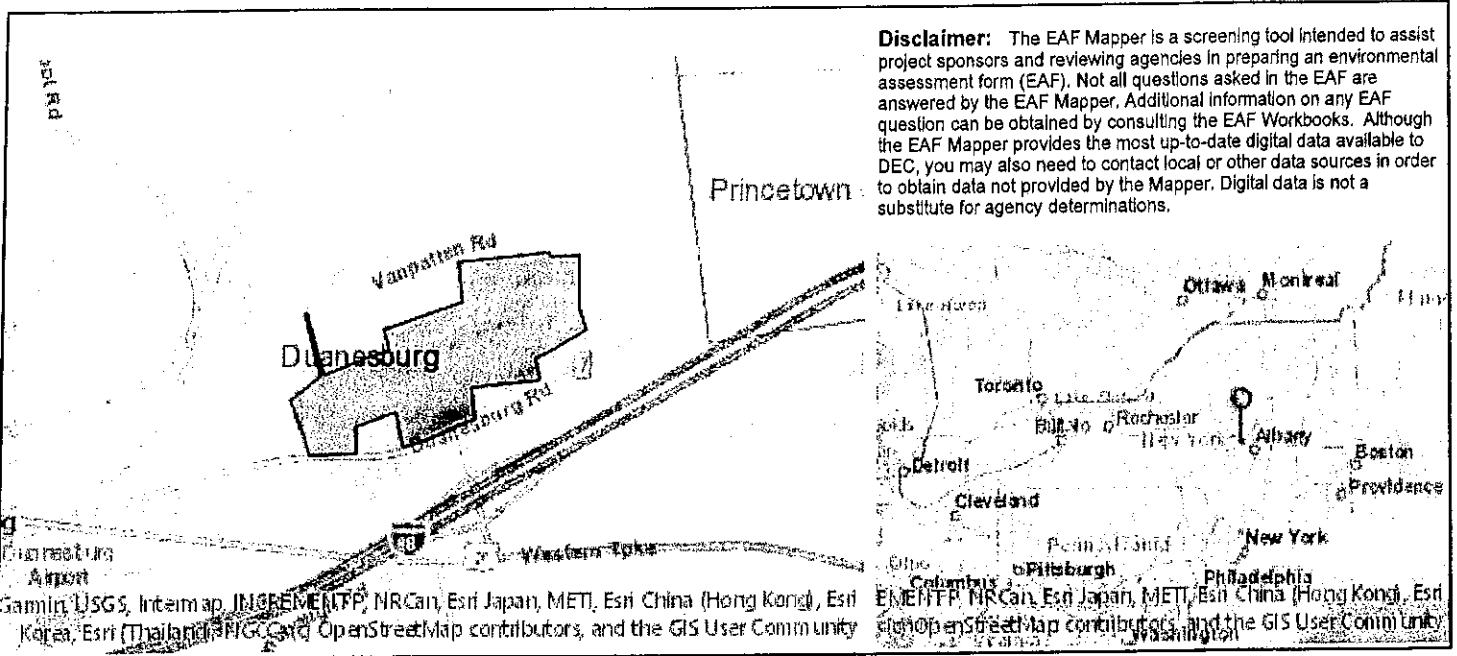 Disclaimer: The EAF Mapper is a screening tool intended to assist
project sponsors and reviewing agencies in preparing an environmental
assessment form (EAF). Not all questions asked in the EAF are
answered by the EAF Mapper. Additional information on any EAF
question can be obtained by consulting the EAF Workbooks. Although
the EAF Mapper provides the most up-to-date digital data available to
DEC, you may also need to contact local or other data sources in order
to obtain data not provided by the Mapper. Digital data is not a
substitute for agency determinations.
Princetown
Vanpatten Rd
Duanesburg
7
Duanesburg Rd
88
Western Tpke
Duanesburg
Airport
Garmin, USGS, Intermap, INCREMENT P, NRCan, Esri Japan, METI, Esri China (Hong Kong), Esri
Korea, Esri (Thailand), NGCC, (c) OpenStreetMap contributors, and the GIS User Community
Ottawa
Montreal
Toronto
Rochester
Albany
Boston
Detroit
Providence
Cleveland
New York
Pittsburgh
Columbus
Philadelphia
EMENT P, NRCan, Esri Japan, METI, Esri China (Hong Kong), Esri
OpenStreetMap contributors, and the GIS User Community
Washington